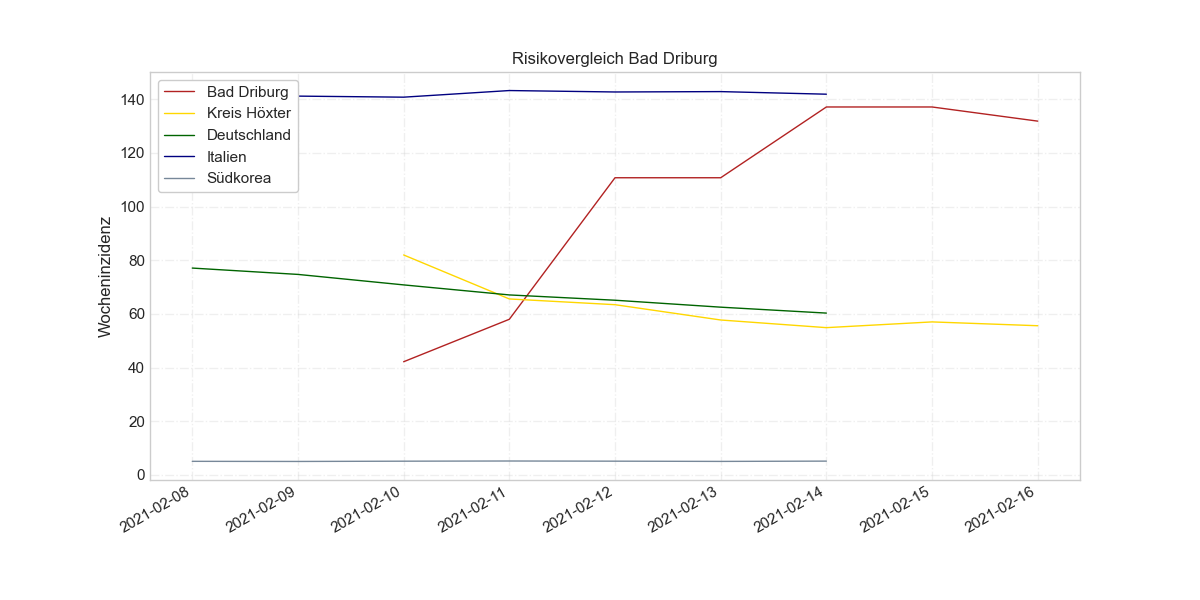 Risikovergleich Bad Driburg
Wocheninzidenz
140
120
100
80
60
40
20
0
Bad Driburg
Kreis Höxter
Deutschland
Italien
Südkorea
2021-02-08
2021-02-09
2021-02-10
2021-02-11
2021-02-12
2021-02-13
2021-02-14
2021-02-15
2021-02-16